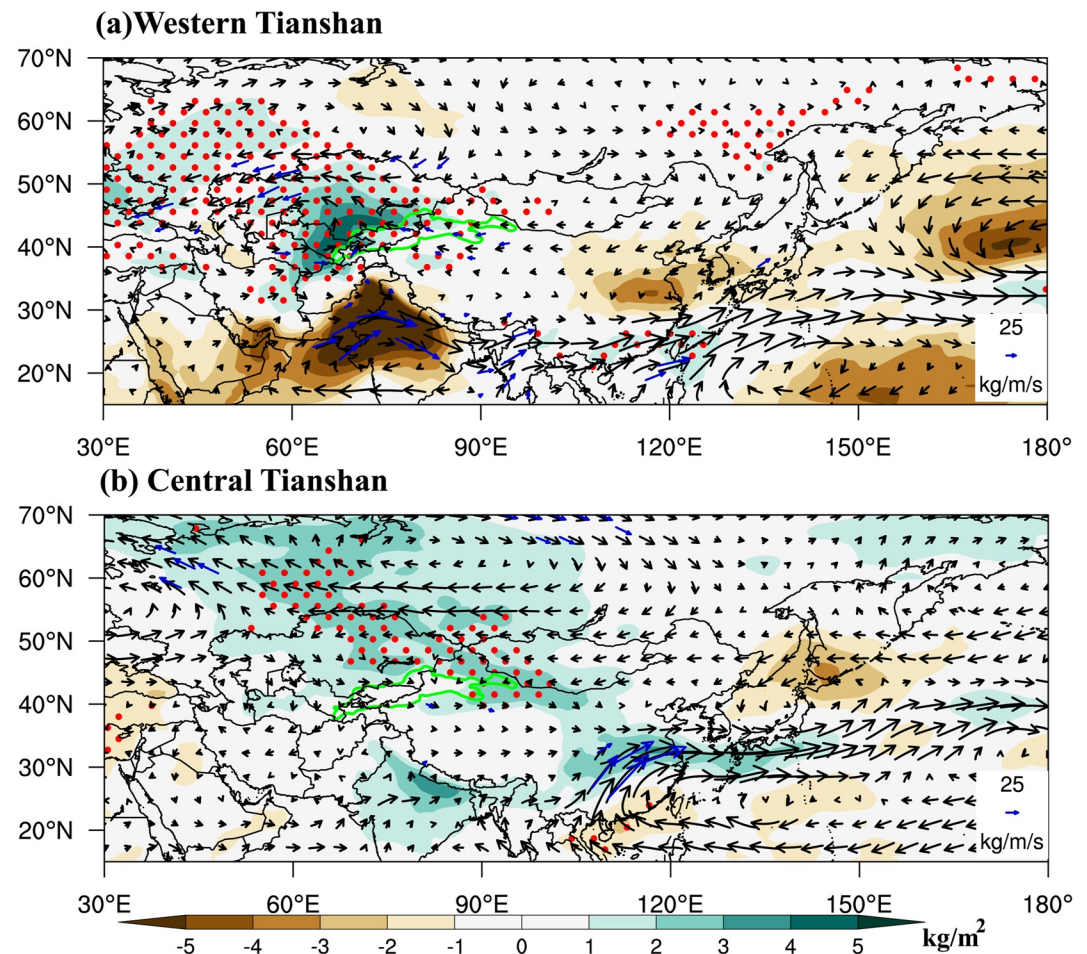 (a)Western Tianshan
70°N
60°N
50°N
40°N
30°N
20°N
25
kg/m/s
30°E 60°E 90°E 120°E 150°E 180°
(b) Central Tianshan
70°N
60°N
50°N
40°N
30°N
20°N
25
kg/m/s
30°E 60°E 90°E 120°E 150°E 180°
-5 -4 -3 -2 -1 0 1 2 3 4 5 kg/m²